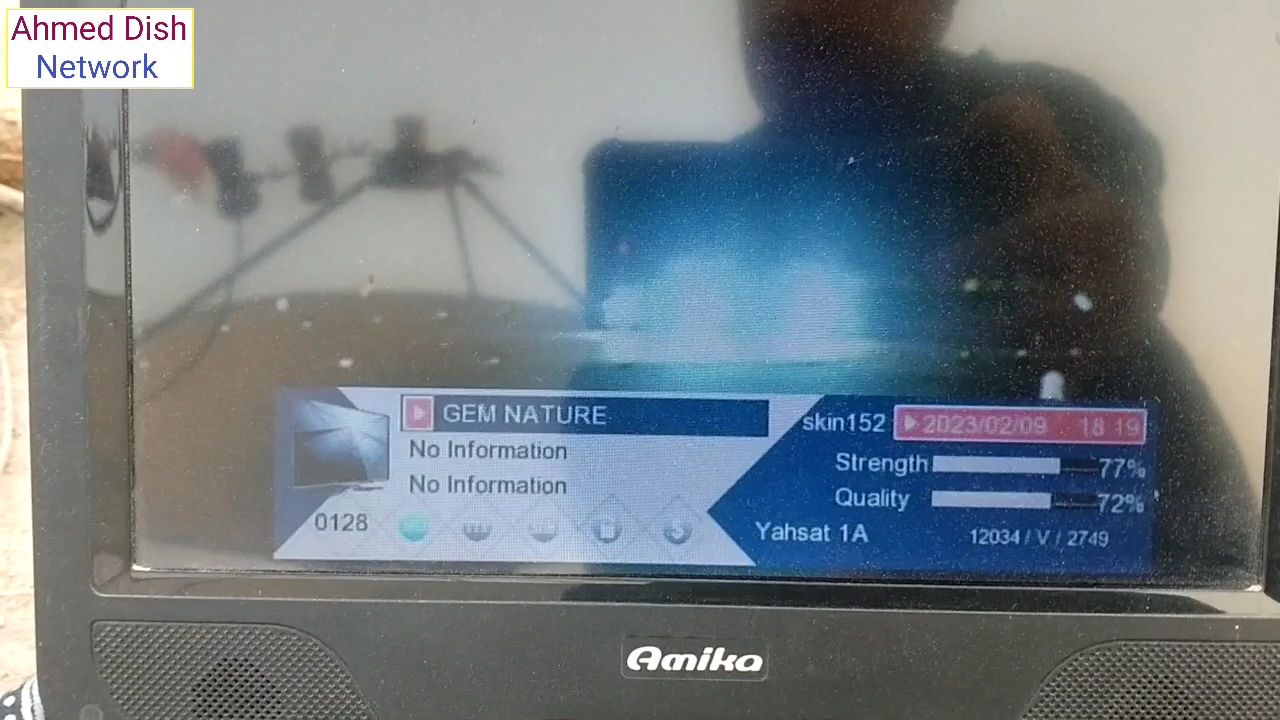 Ahmed Dish
Network
GEM NATURE
No Information
No Information
0128
skin152
2023/02/09 18 19
Strength 77%
Quality 72%
Yahsat 1A
12034 / V / 2749
Amika